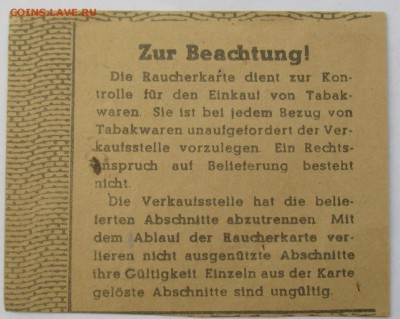 COINS.LAVE.RU
Zur Beachtung!
Die Raucherkarte dient zur Kon-
trolle für den Einkauf von Tabak-
waren. Sie ist bei jedem Bezug von
Tabakwaren unaufgefordert der Ver-
kaufsstelle vorzulegen. Ein Rechts-
anspruch auf Belieferung besteht
nicht.
Die Verkaufsstelle hat die belie-
ferten Abschnitte abzutrennen. Mit
dem Ablauf der Raucherkarte ver-
lieren nicht ausgenützte Abschnitte
ihre Gültigkeit. Einzeln aus der Karte
gelöste Abschnitte sind ungültig.